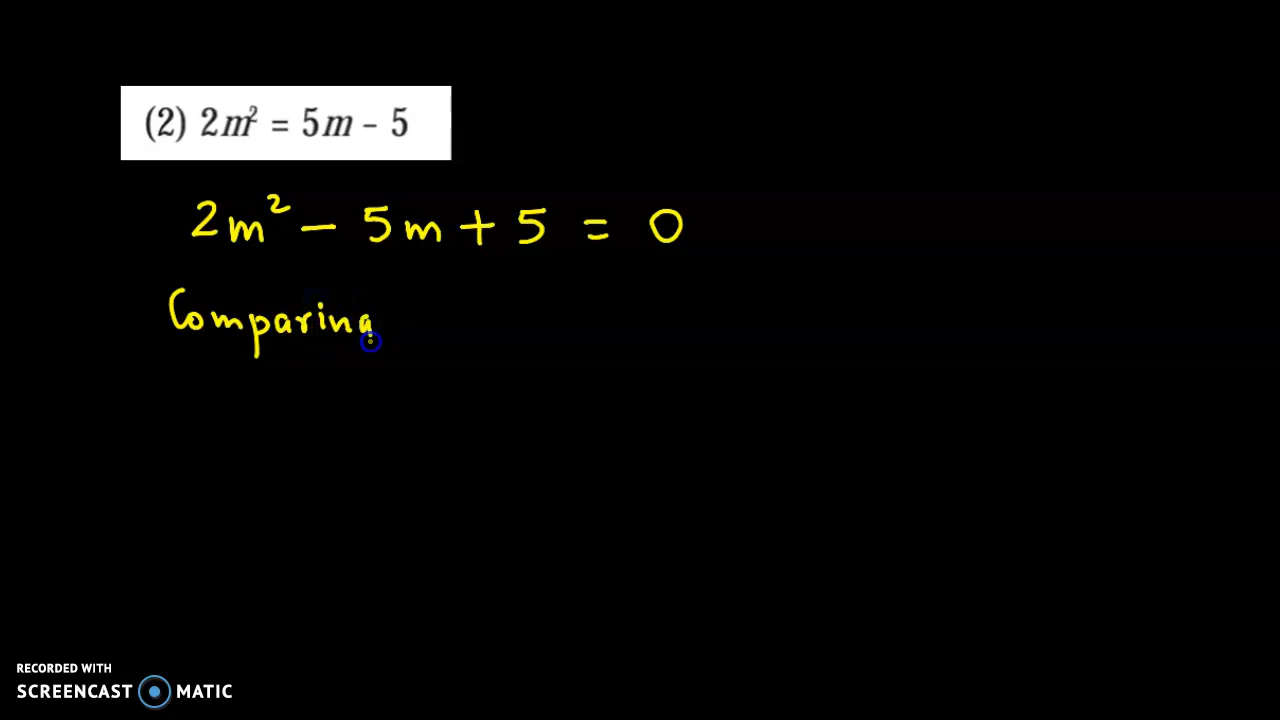 (2) 2m² = 5m - 5
2m² - 5m + 5 = 0
Comparing
RECORDED WITH
SCREENCAST MATIC